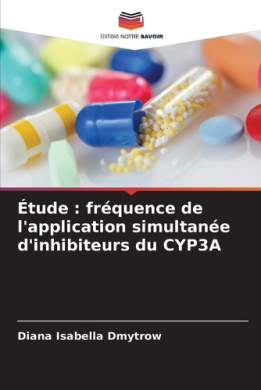 EDITIONS NOTRE SAVOIR
Étude : fréquence de
l'application simultanée
d'inhibiteurs du CYP3A
Diana Isabella Dmytrow